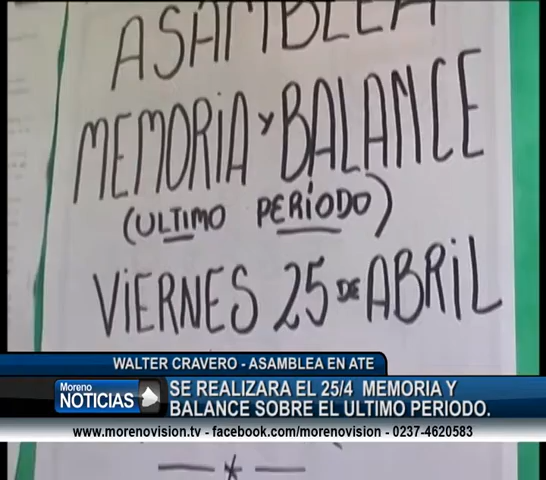 ASAMBLEA
MEMORIA Y BALANCE
(ULTIMO PERÍODO)
VIERNES 25 DE ABRIL
WALTER CRAVERO - ASAMBLEA EN ATE
Moreno
NOTICIAS
SE REALIZARA EL 25/4 MEMORIA Y
BALANCE SOBRE EL ULTIMO PERIODO.
www.morenovision.tv - facebook.com/morenovision - 0237-4620583